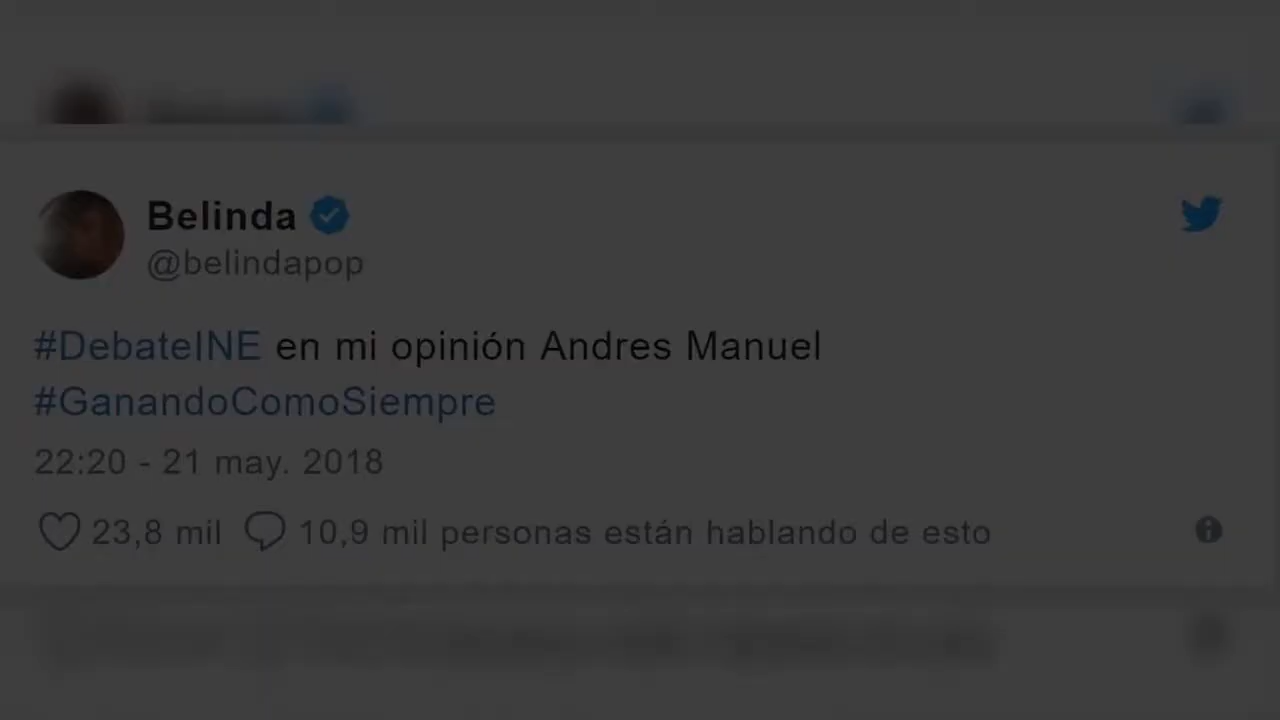 Belinda
@belindapop
#DebateINE en mi opinión Andres Manuel
#GanandoComoSiempre
22:20 - 21 may. 2018
23,8 mil 10,9 mil personas están hablando de esto